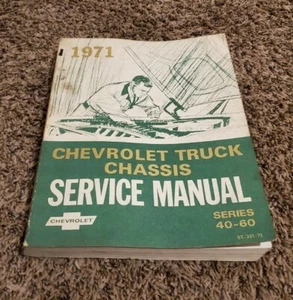 1971
CHEVROLET TRUCK
CHASSIS
SERVICE MANUAL
SERIES
40-60
CHEVROLET